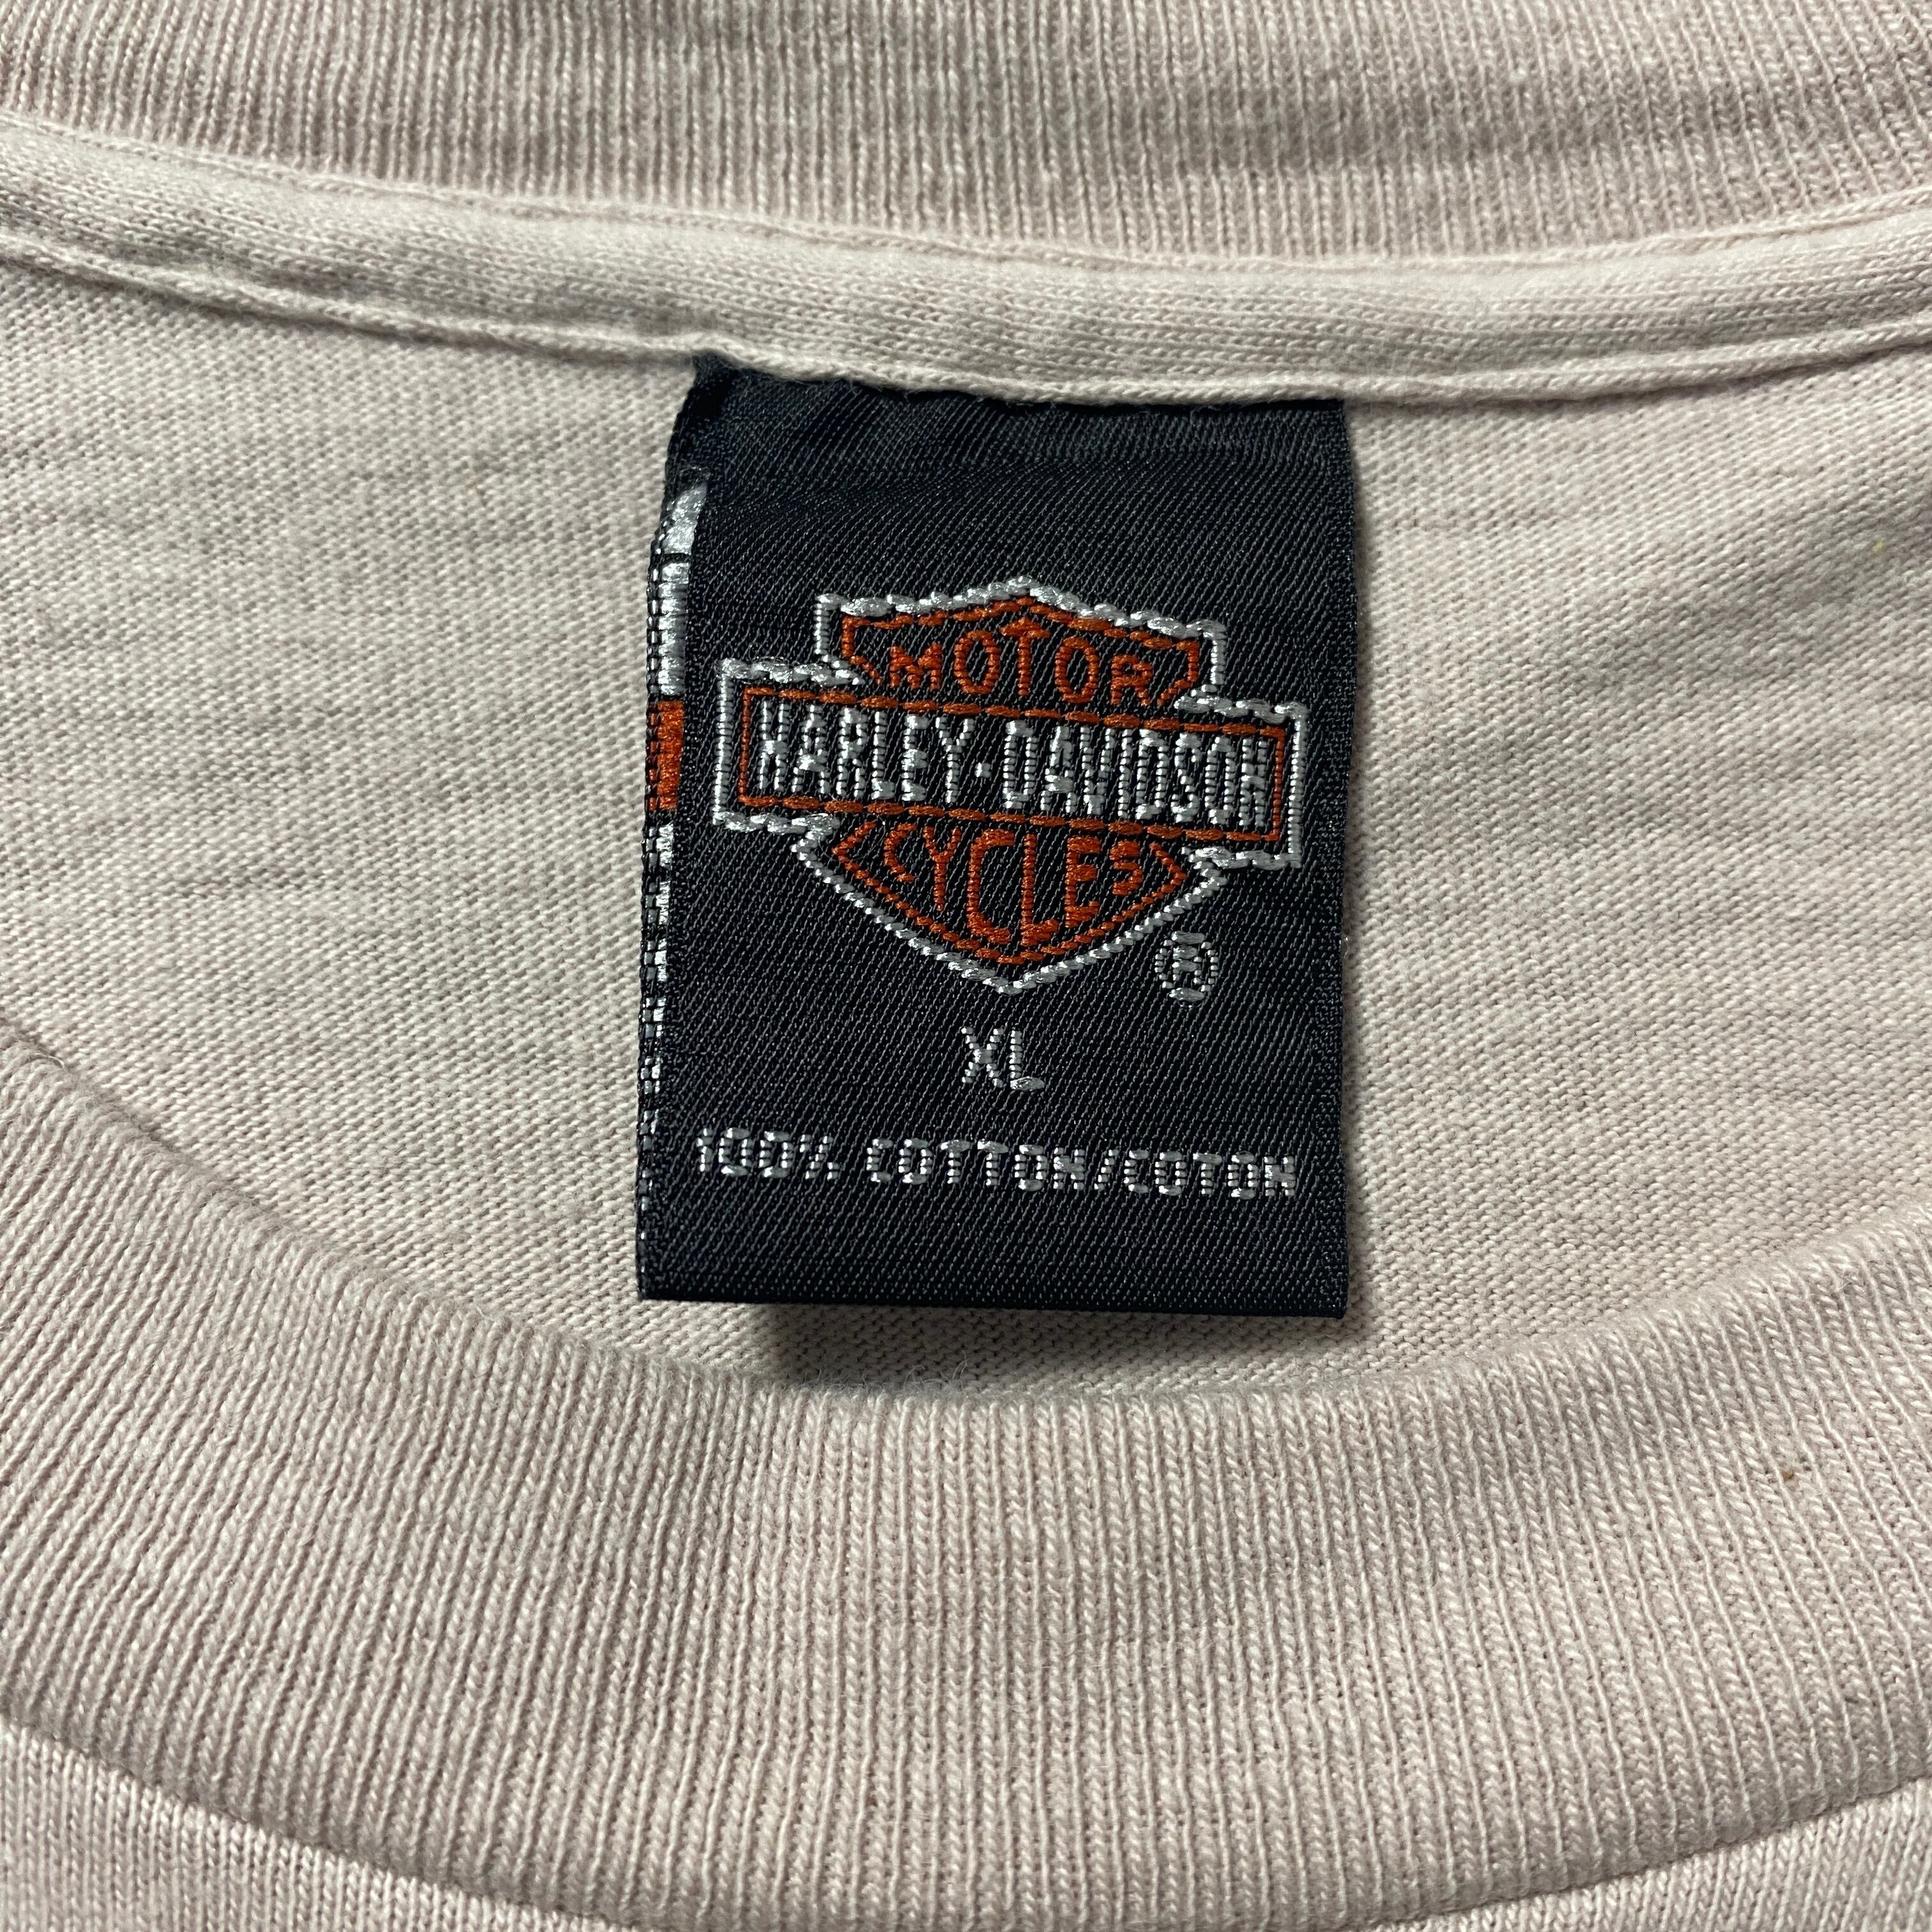 MOTOR
HARLEY-DAVIDSON
CYCLES
®
XL
100% COTTON/COTON